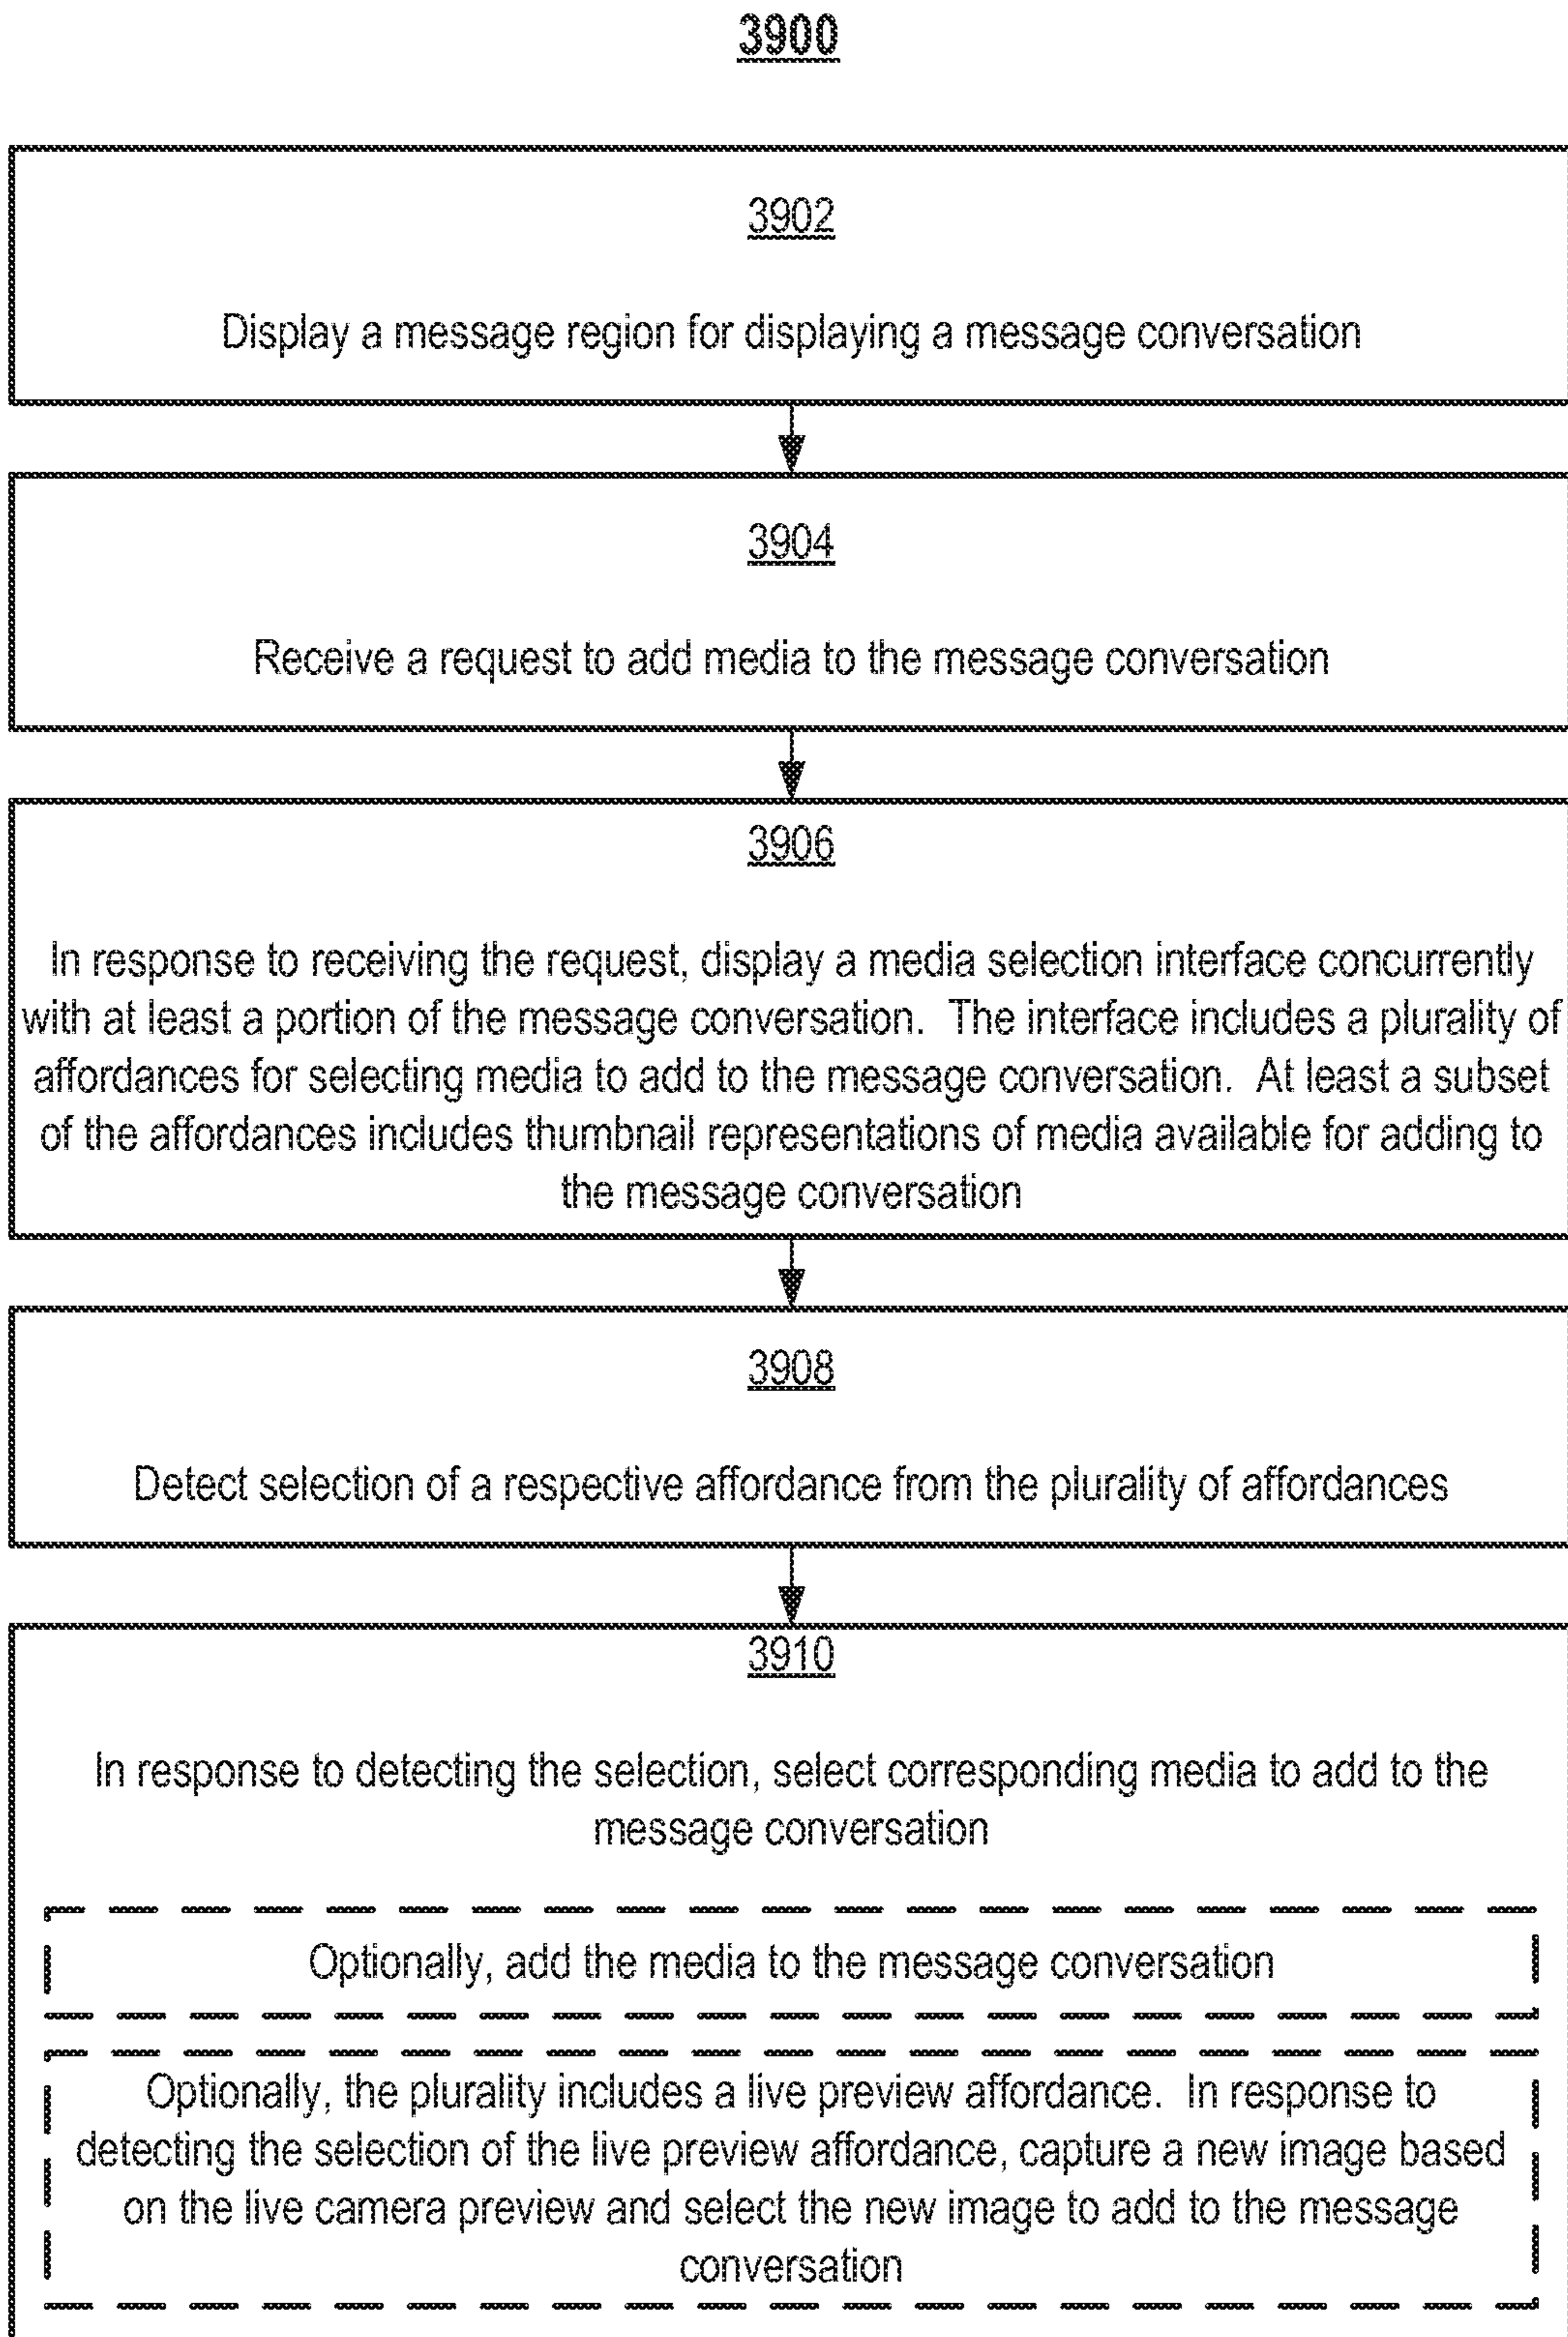 3900
3902
Display a message region for displaying a message conversation
3904
Receive a request to add media to the message conversation
3906
In response to receiving the request, display a media selection interface concurrently
with at least a portion of the message conversation. The interface includes a plurality of
affordances for selecting media to add to the message conversation. At least a subset
of the affordances includes thumbnail representations of media available for adding to
the message conversation
3908
Detect selection of a respective affordance from the plurality of affordances
3910
In response to detecting the selection, select corresponding media to add to the
message conversation
Optionally, add the media to the message conversation
Optionally, the plurality includes a live preview affordance. In response to
detecting the selection of the live preview affordance, capture a new image based
on the live camera preview and select the new image to add to the message
conversation